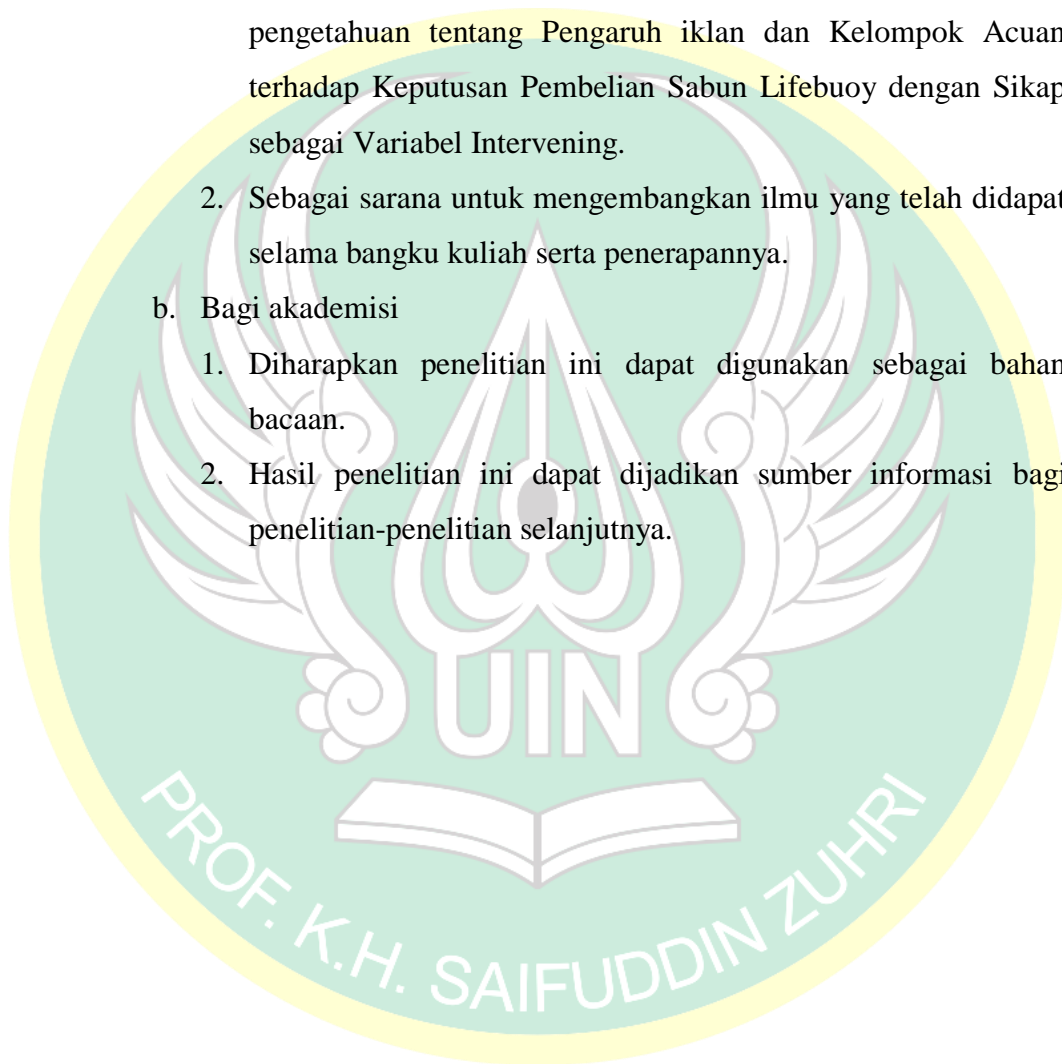 pengetahuan tentang Pengaruh iklan dan Kelompok Acuan
terhadap Keputusan Pembelian Sabun Lifebuoy dengan Sikap
sebagai Variabel Intervening.
2. Sebagai sarana untuk mengembangkan ilmu yang telah didapat
selama bangku kuliah serta penerapannya.
b. Bagi akademisi
1. Diharapkan penelitian ini dapat digunakan sebagai bahan
bacaan.
2. Hasil penelitian ini dapat dijadikan sumber informasi bagi
penelitian-penelitian selanjutnya.
UIN
PROF. K.H. SAIFUDDIN ZUHRI